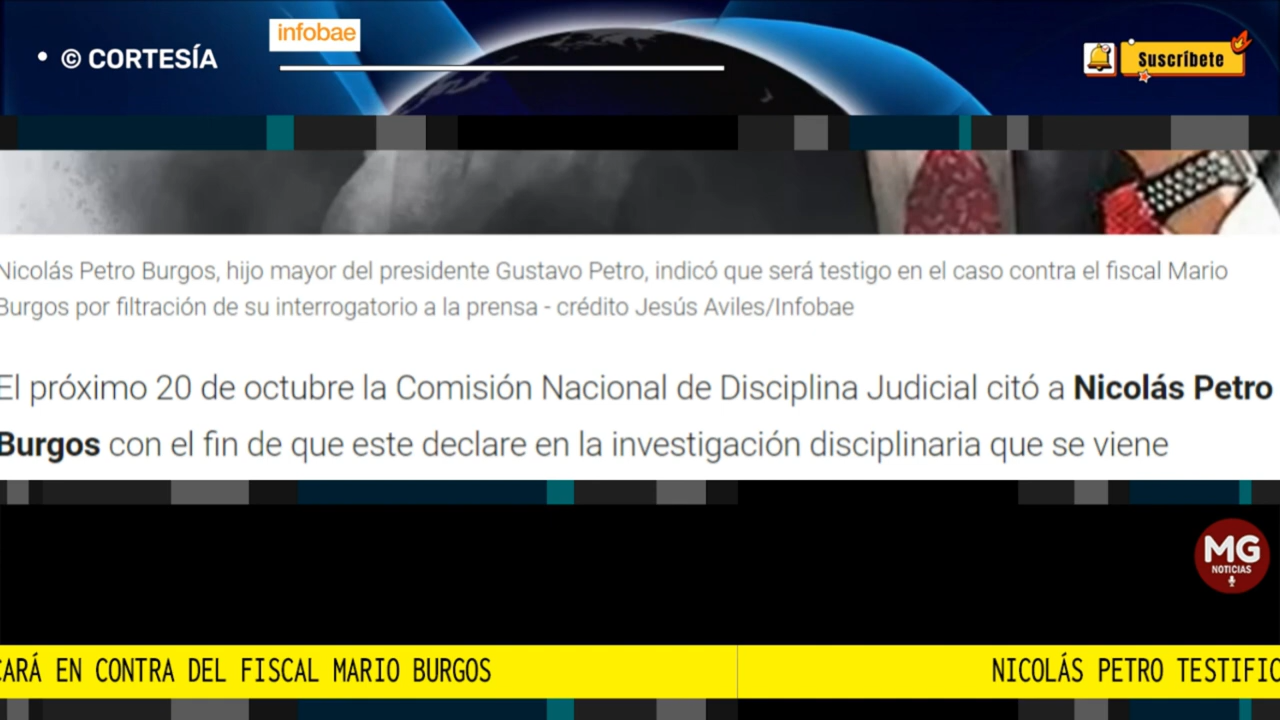 • © CORTESÍA
infobae
Suscríbete
Nicolás Petro Burgos, hijo mayor del presidente Gustavo Petro, indicó que será testigo en el caso contra el fiscal Mario
Burgos por filtración de su interrogatorio a la prensa - crédito Jesús Aviles/Infobae
El próximo 20 de octubre la Comisión Nacional de Disciplina Judicial citó a Nicolás Petro
Burgos con el fin de que este declare en la investigación disciplinaria que se viene
MG
NOTICIAS
CARÁ EN CONTRA DEL FISCAL MARIO BURGOS NICOLÁS PETRO TESTIFIC